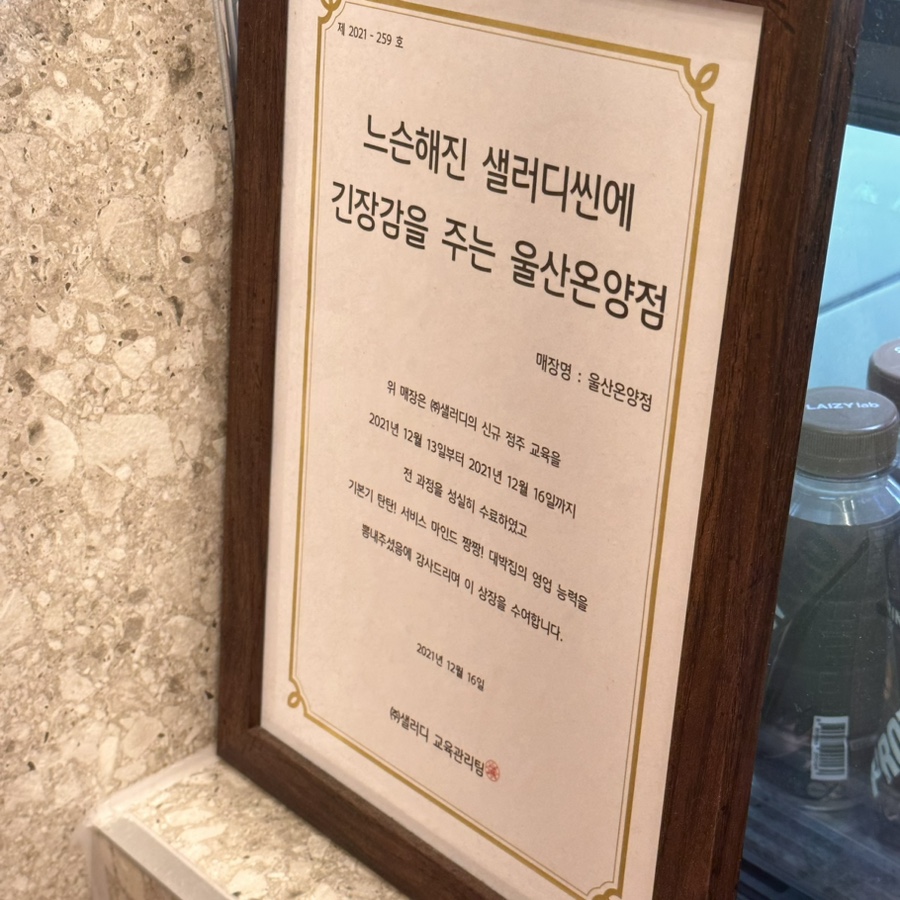 제 2021 - 259 호
느슨해진 샐러디씬에
긴장감을 주는 울산온양점
매장명 : 울산온양점
위 매장은 ㈜샐러디의 신규 점주 교육을
2021년 12월 13일부터 2021년 12월 16일까지
전 과정을 성실히 수료하였고
기본기 탄탄! 서비스 마인드 짱짱! 대박집의 영업 능력을
뽐내주셨음에 감사드리며 이 상장을 수여합니다.
2021년 12월 16일
㈜샐러디 교육관리팀
LAIZY lab